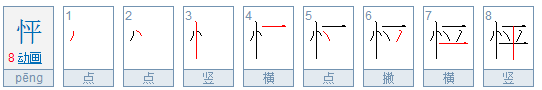 怦 1 2 3 4 5 6 7 8
8 动画
pēng 点 点 竖 横 点 撇 横 竖